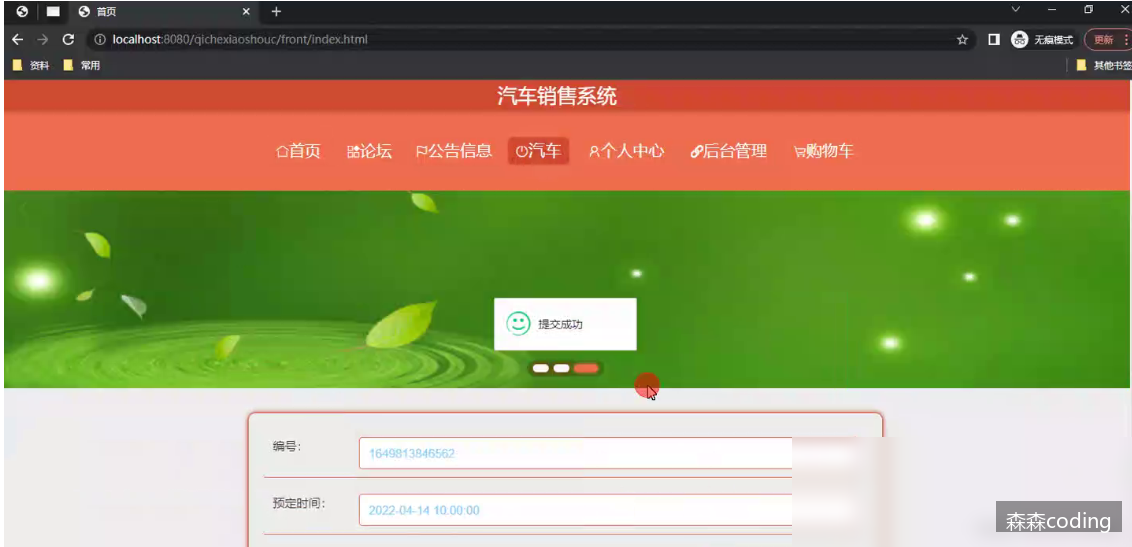 首页
localhost:8080/qichexiaoshouc/front/index.html
无痕模式
更新
资料
常用
其他书签
汽车销售系统
首页 论坛 公告信息 汽车 个人中心 后台管理 购物车
提交成功
编号:
1649813846562
预定时间:
2022-04-14 10:00:00
森森coding